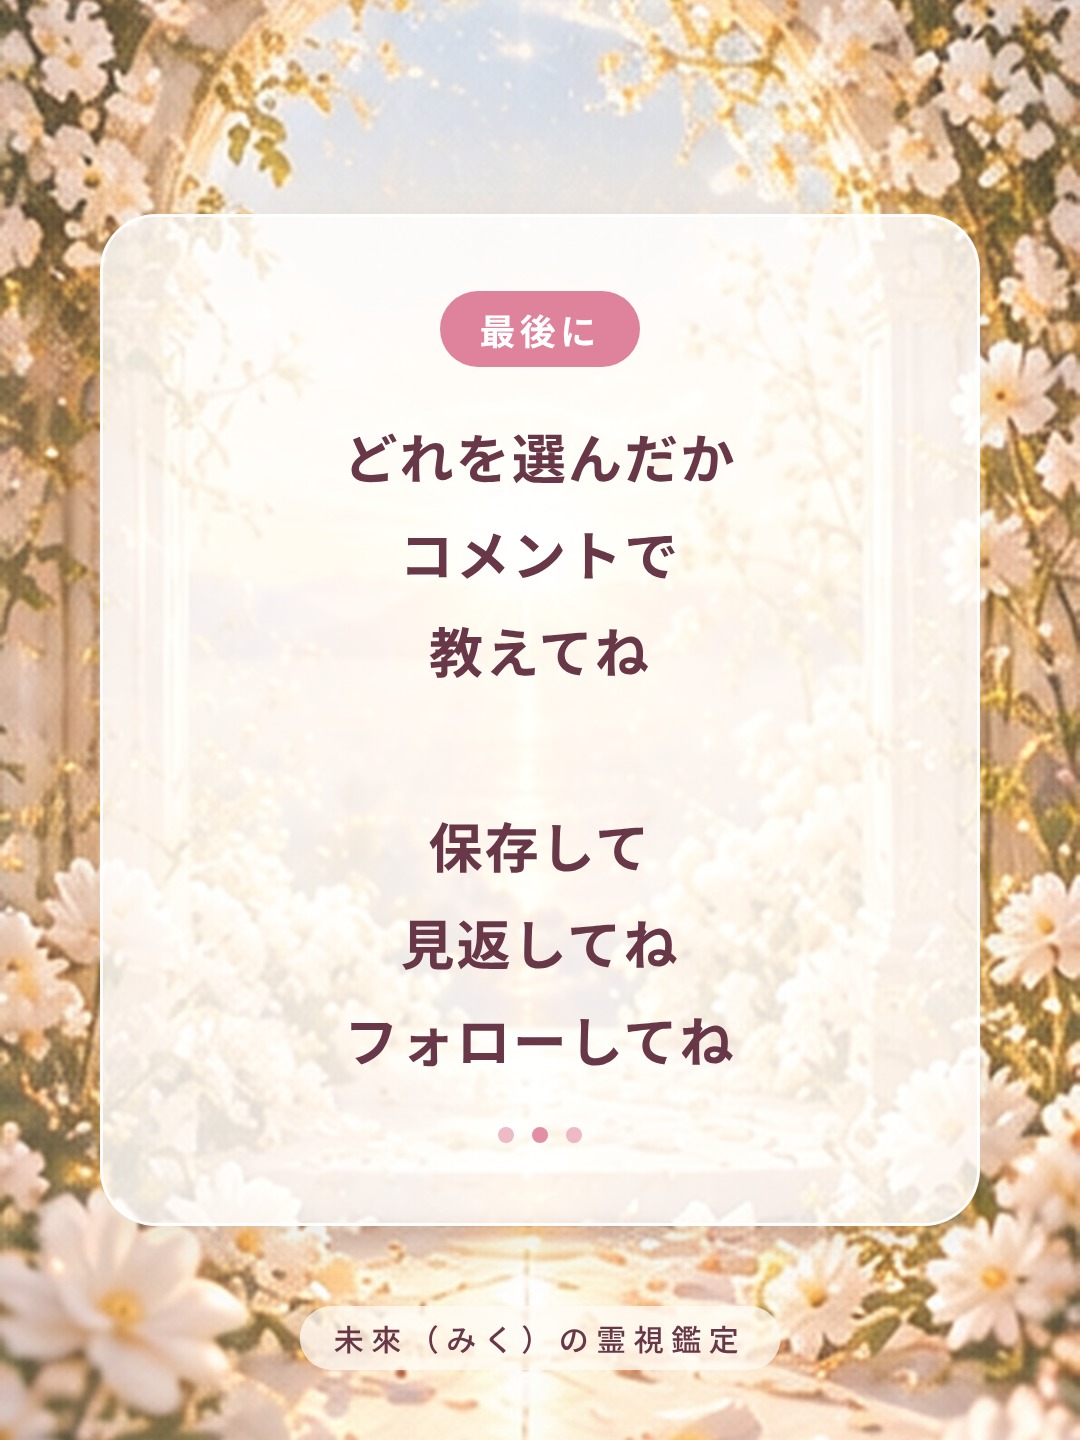 最後に
どれを選んだか
コメントで
教えてね
保存して
見返してね
フォローしてね
未來（みく）の霊視鑑定